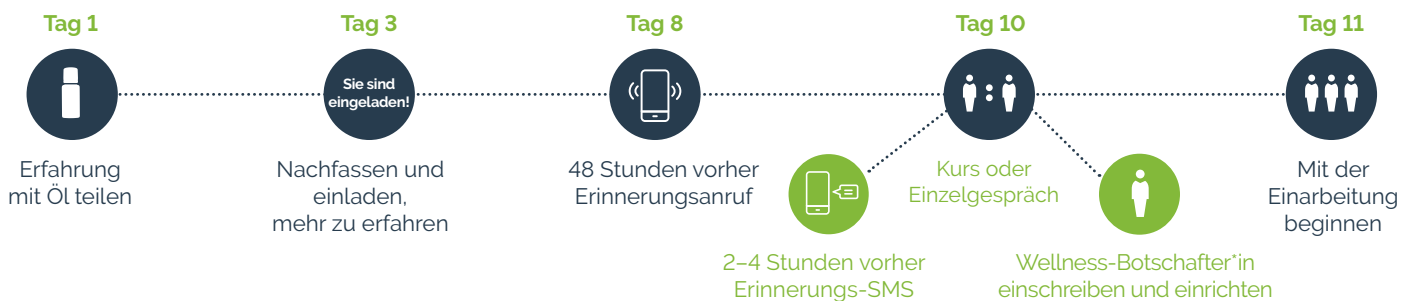 Tag 1
Tag 3
Tag 8
Tag 10
Tag 11
Sie sind
eingeladen!
Erfahrung
mit Öl teilen
Nachfassen und
einladen,
mehr zu erfahren
48 Stunden vorher
Erinnerungsanruf
Kurs oder
Einzelgespräch
Mit der
Einarbeitung
beginnen
2–4 Stunden vorher
Erinnerungs-SMS
Wellness-Botschafter*in
einschreiben und einrichten